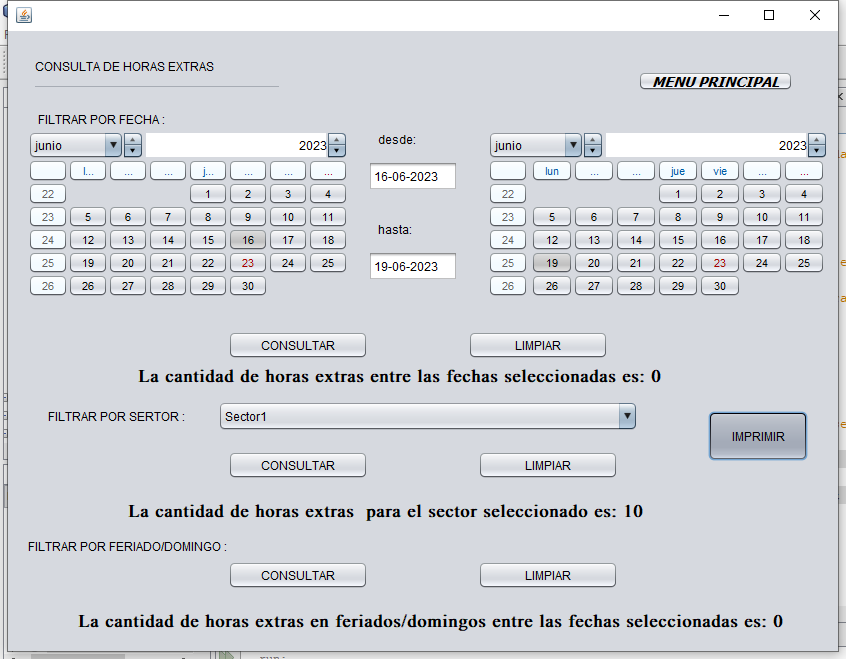 CONSULTA DE HORAS EXTRAS
MENU PRINCIPAL
FILTRAR POR FECHA :
junio 2023
l... ... ... j... ... ... ...
22 1 2 3 4
23 5 6 7 8 9 10 11
24 12 13 14 15 16 17 18
25 19 20 21 22 23 24 25
26 26 27 28 29 30
desde:
16-06-2023
hasta:
19-06-2023
junio 2023
lun ... ... jue vie ... ...
22 1 2 3 4
23 5 6 7 8 9 10 11
24 12 13 14 15 16 17 18
25 19 20 21 22 23 24 25
26 26 27 28 29 30
CONSULTAR LIMPIAR
La cantidad de horas extras entre las fechas seleccionadas es: 0
FILTRAR POR SERTOR : Sector1
IMPRIMIR
CONSULTAR LIMPIAR
La cantidad de horas extras para el sector seleccionado es: 10
FILTRAR POR FERIADO/DOMINGO :
CONSULTAR LIMPIAR
La cantidad de horas extras en feriados/domingos entre las fechas seleccionadas es: 0